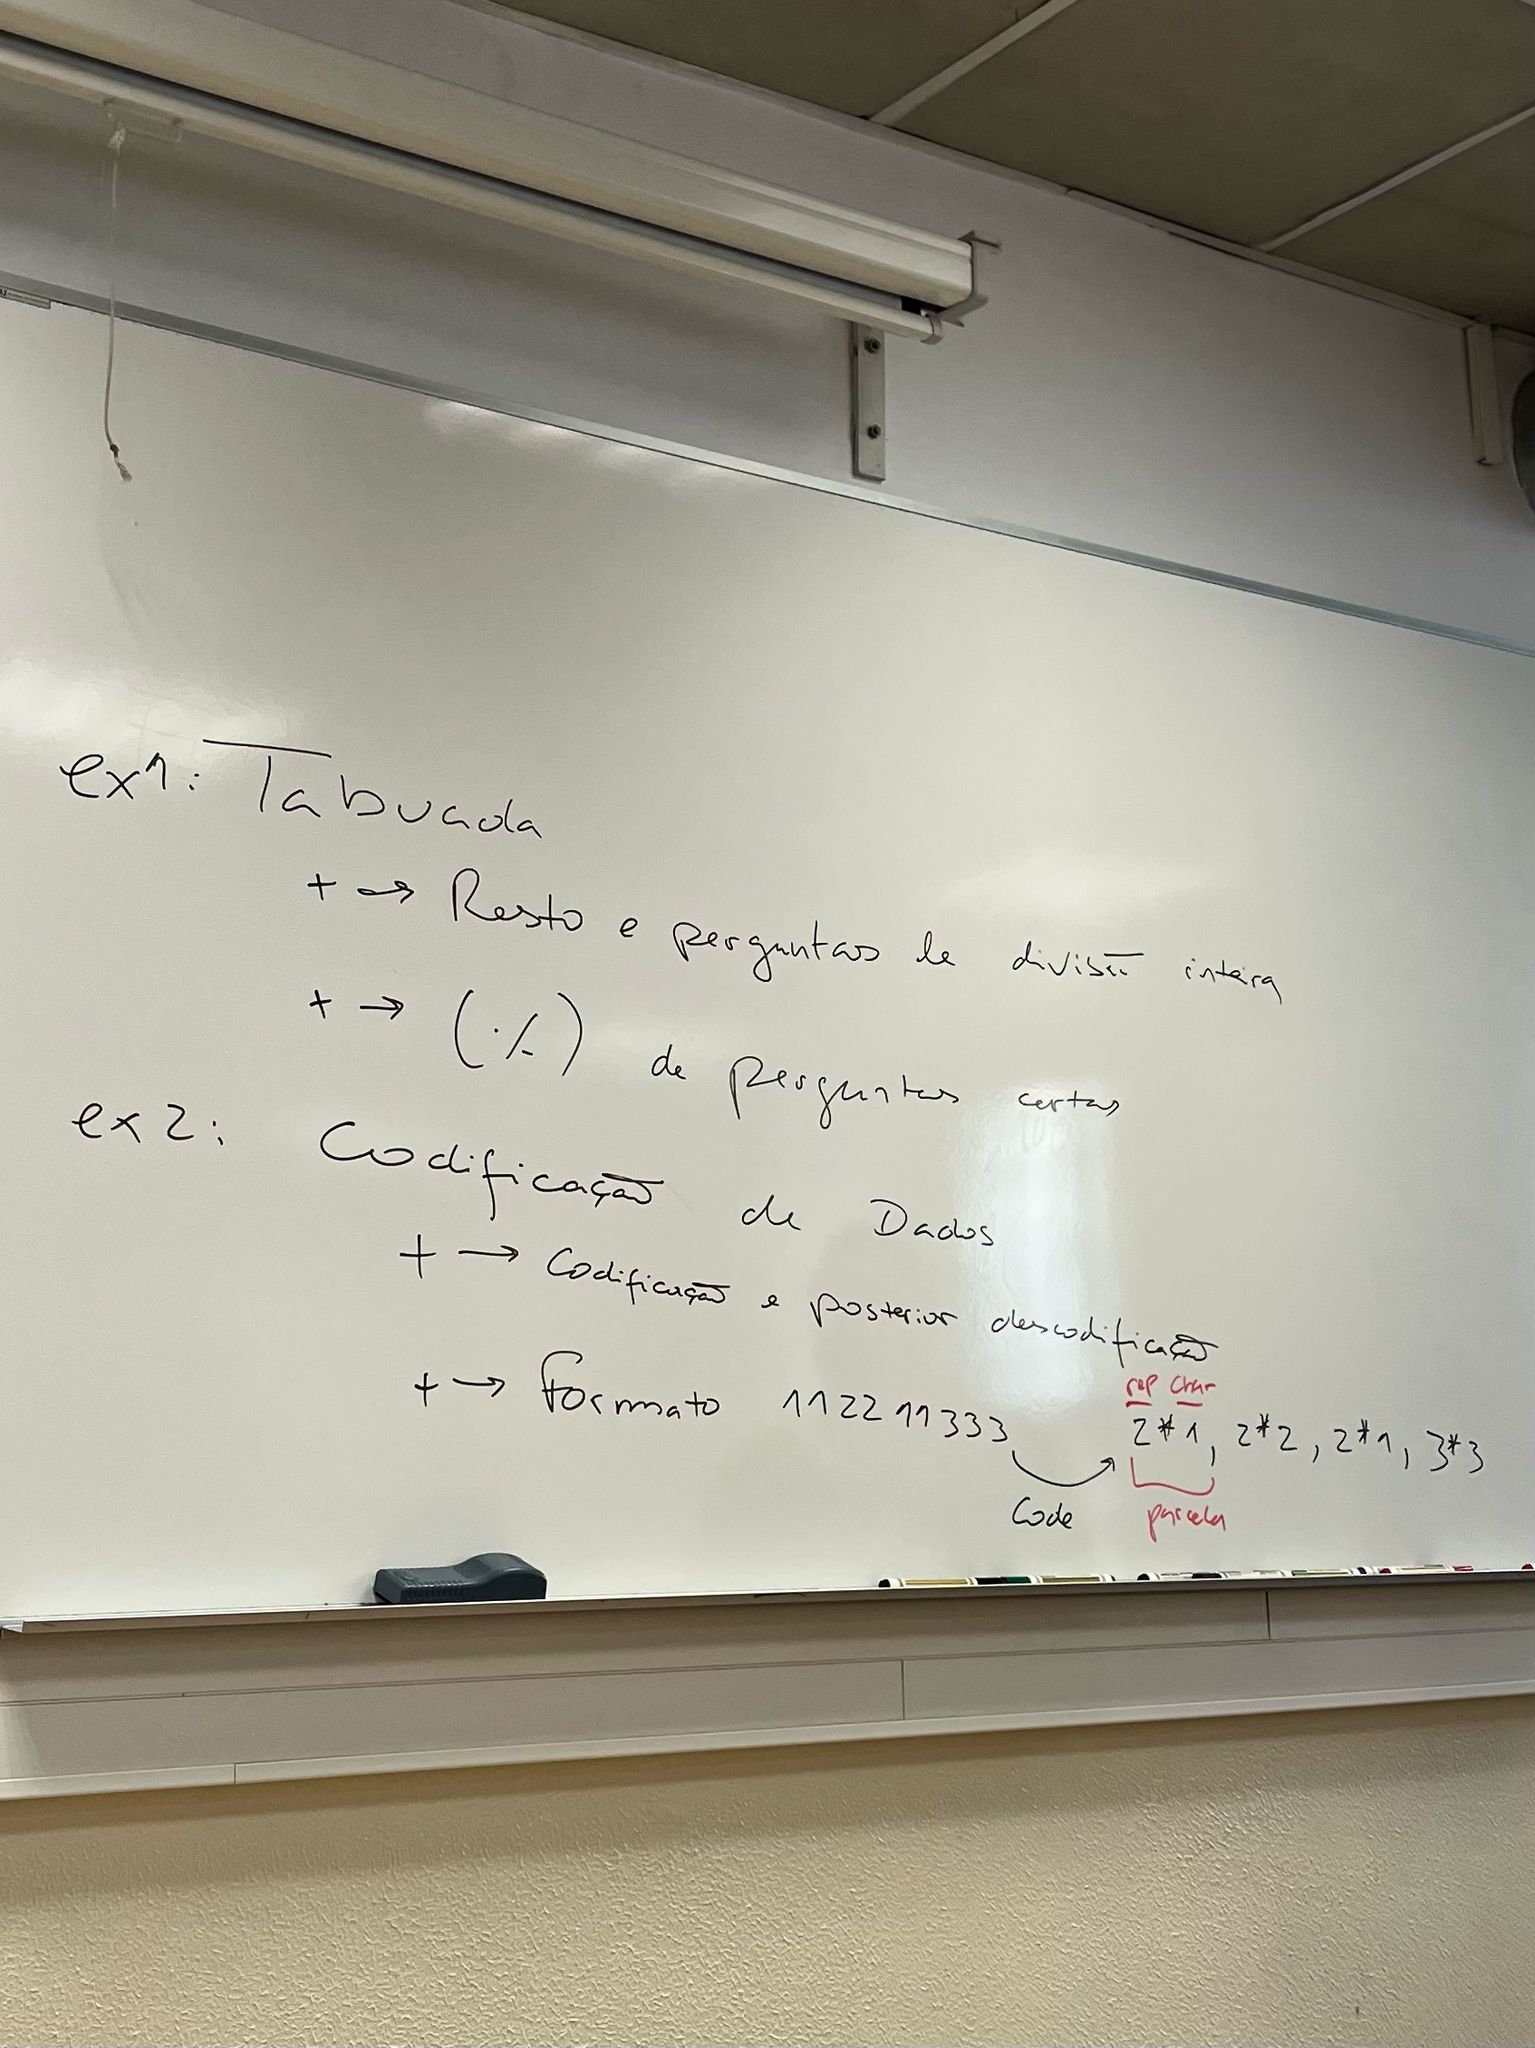 ex1: Tabuada
+ → Resto e perguntas de divisão inteira
+ → (%) de perguntas certas
ex2: Codificação de Dados
+ → Codificação e posterior descodificação
rep char
+ → Formato 112211333 2*1, 2*2, 2*1, 3*3
Code parcela